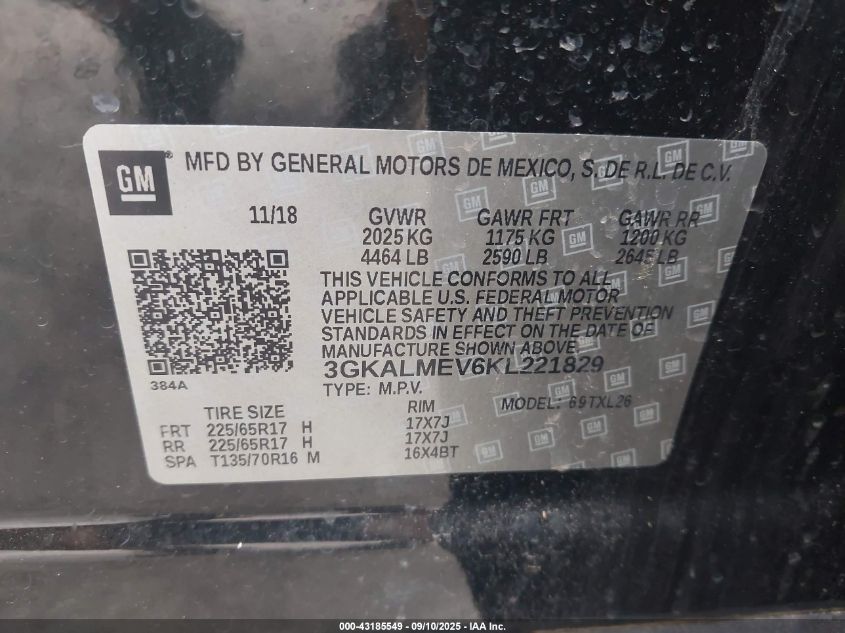 GM ® MFD BY GENERAL MOTORS DE MEXICO, S. DE R.L. DE C.V.
11/18 GVWR GAWR FRT GAWR RR
2025 KG 1175 KG 1200 KG
4464 LB 2590 LB 2645 LB
THIS VEHICLE CONFORMS TO ALL
APPLICABLE U.S. FEDERAL MOTOR
VEHICLE SAFETY AND THEFT PREVENTION
STANDARDS IN EFFECT ON THE DATE OF
MANUFACTURE SHOWN ABOVE
3GKALMEV6KL221829
384A TYPE: M.P.V. MODEL: 69TXL26
TIRE SIZE RIM
FRT 225/65R17 H 17X7J
RR 225/65R17 H 17X7J
SPA T135/70R16 M 16X4BT
000-43185549 - 09/10/2025 - IAA Inc.